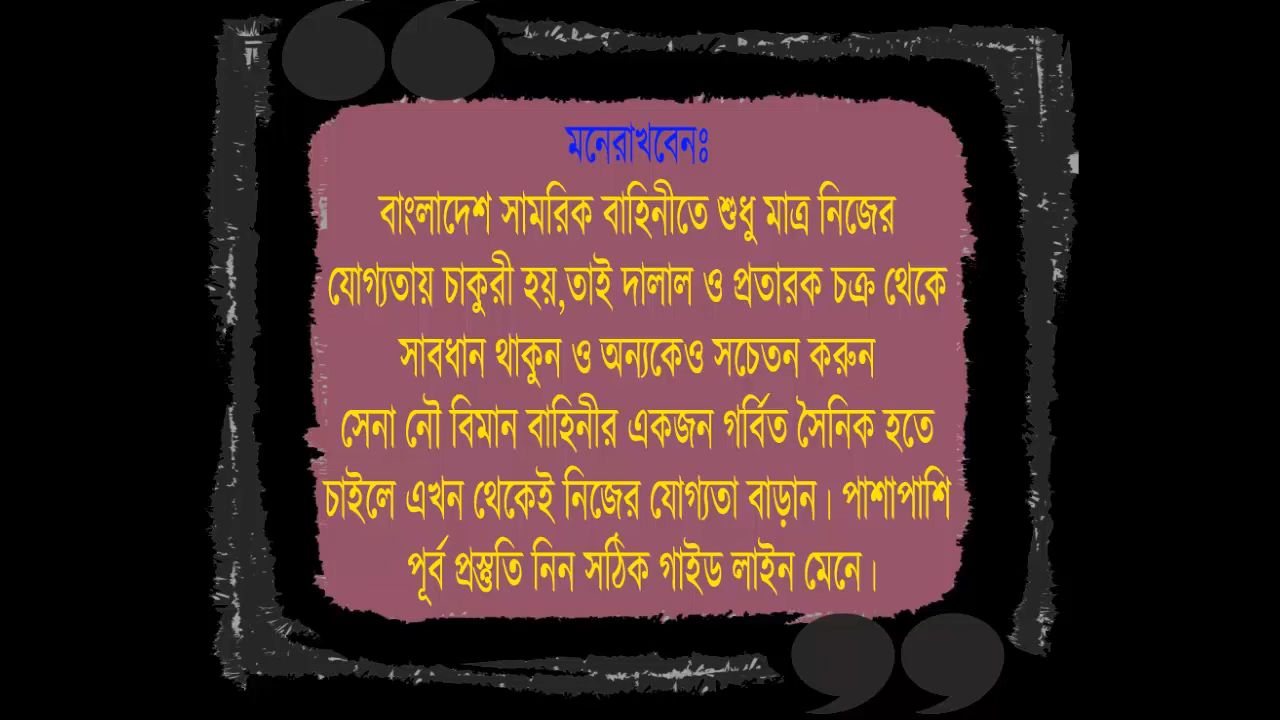 মনেরাখবেনঃ
বাংলাদেশ সামরিক বাহিনীতে শুধু মাত্র নিজের
যোগ্যতায় চাকুরী হয়,তাই দালাল ও প্রতারক চক্র থেকে
সাবধান থাকুন ও অন্যকেও সচেতন করুন
সেনা নৌ বিমান বাহিনীর একজন গর্বিত সৈনিক হতে
চাইলে এখন থেকেই নিজের যোগ্যতা বাড়ান। পাশাপাশি
পূর্ব প্রস্তুতি নিন সঠিক গাইড লাইন মেনে।